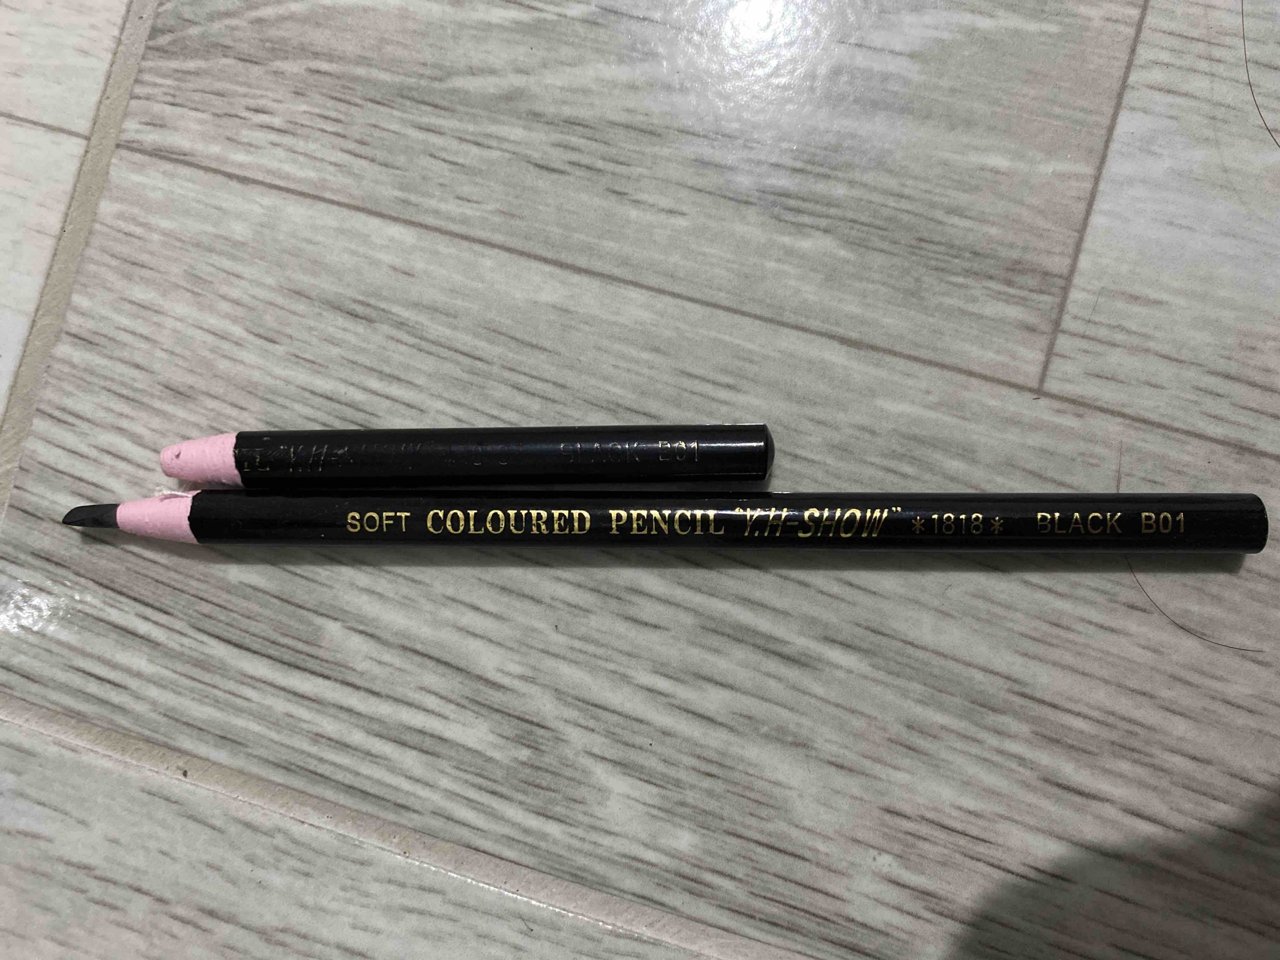 Y.H- BLACK B01
SOFT COLOURED PENCIL "Y.H-SHOW" *1818* BLACK B01